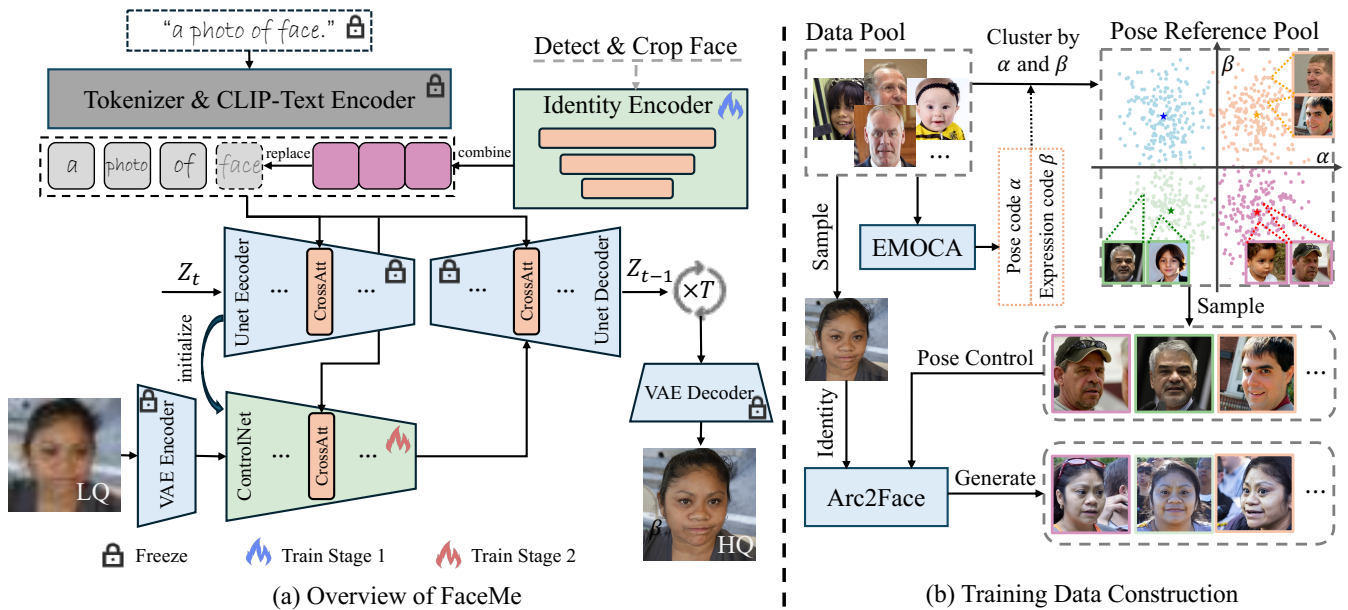 "a photo of face."
Tokenizer & CLIP-Text Encoder
Detect & Crop Face
Identity Encoder
a
photo
of
face
replace
combine
Z_t
Unet Eecoder
...
CrossAtt
...
...
CrossAtt
...
Unet Decoder
Z_{t-1}
×T
initialize
VAE Decoder
LQ
VAE Encoder
ControlNet
...
CrossAtt
...
β
HQ
Freeze
Train Stage 1
Train Stage 2
(a) Overview of FaceMe
Data Pool
...
Cluster by
α and β
Pose Reference Pool
β
α
Sample
EMOCA
Pose code α
Expression code β
Sample
Pose Control
...
Identity
Arc2Face
Generate
...
(b) Training Data Construction